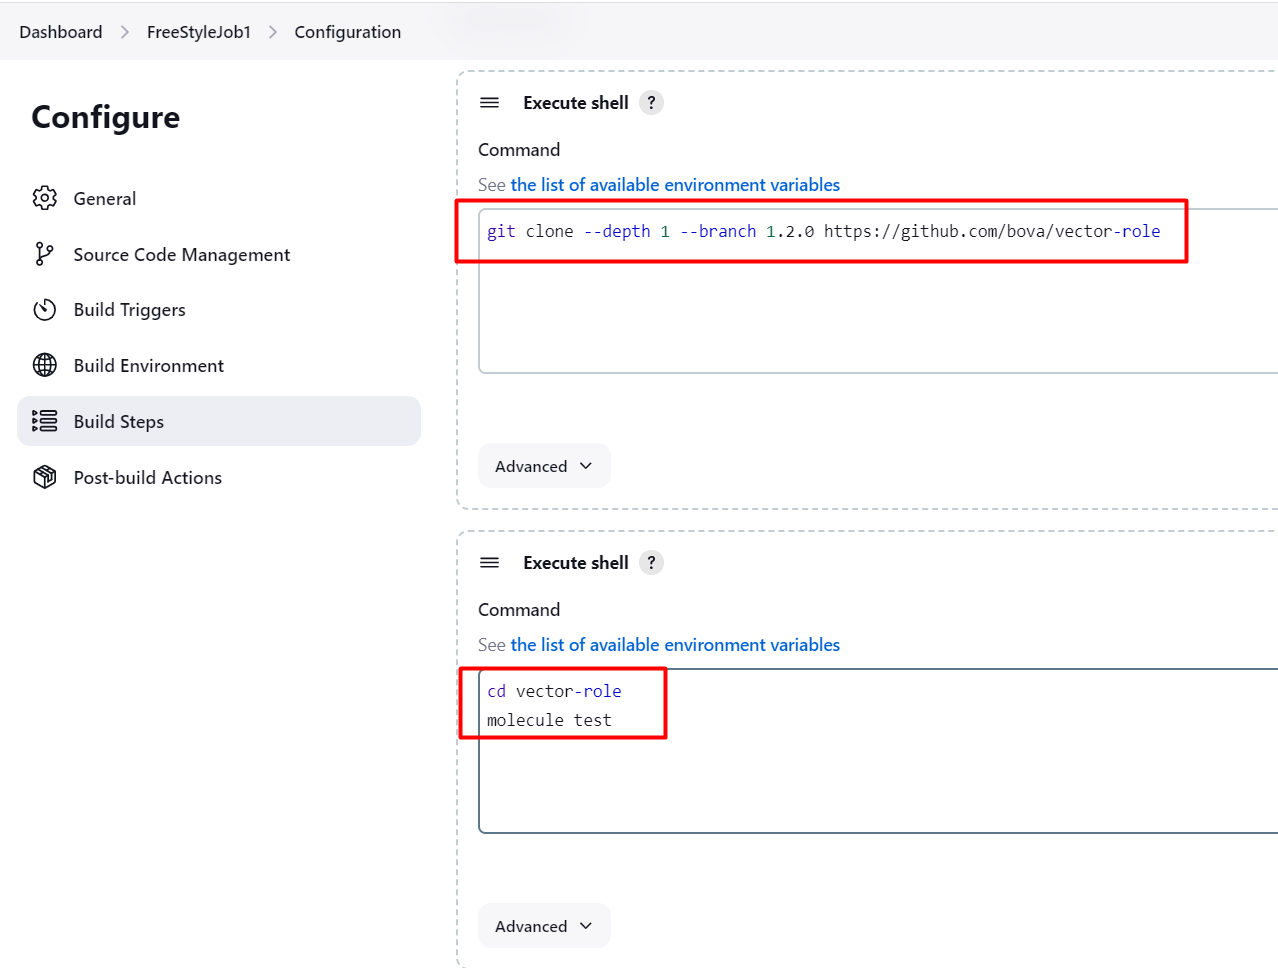 Dashboard > FreeStyleJob1 > Configuration
Configure
General
Source Code Management
Build Triggers
Build Environment
Build Steps
Post-build Actions
Execute shell ?
Command
See the list of available environment variables
git clone --depth 1 --branch 1.2.0 https://github.com/bova/vector-role
Advanced
Execute shell ?
Command
See the list of available environment variables
cd vector-role
molecule test
Advanced